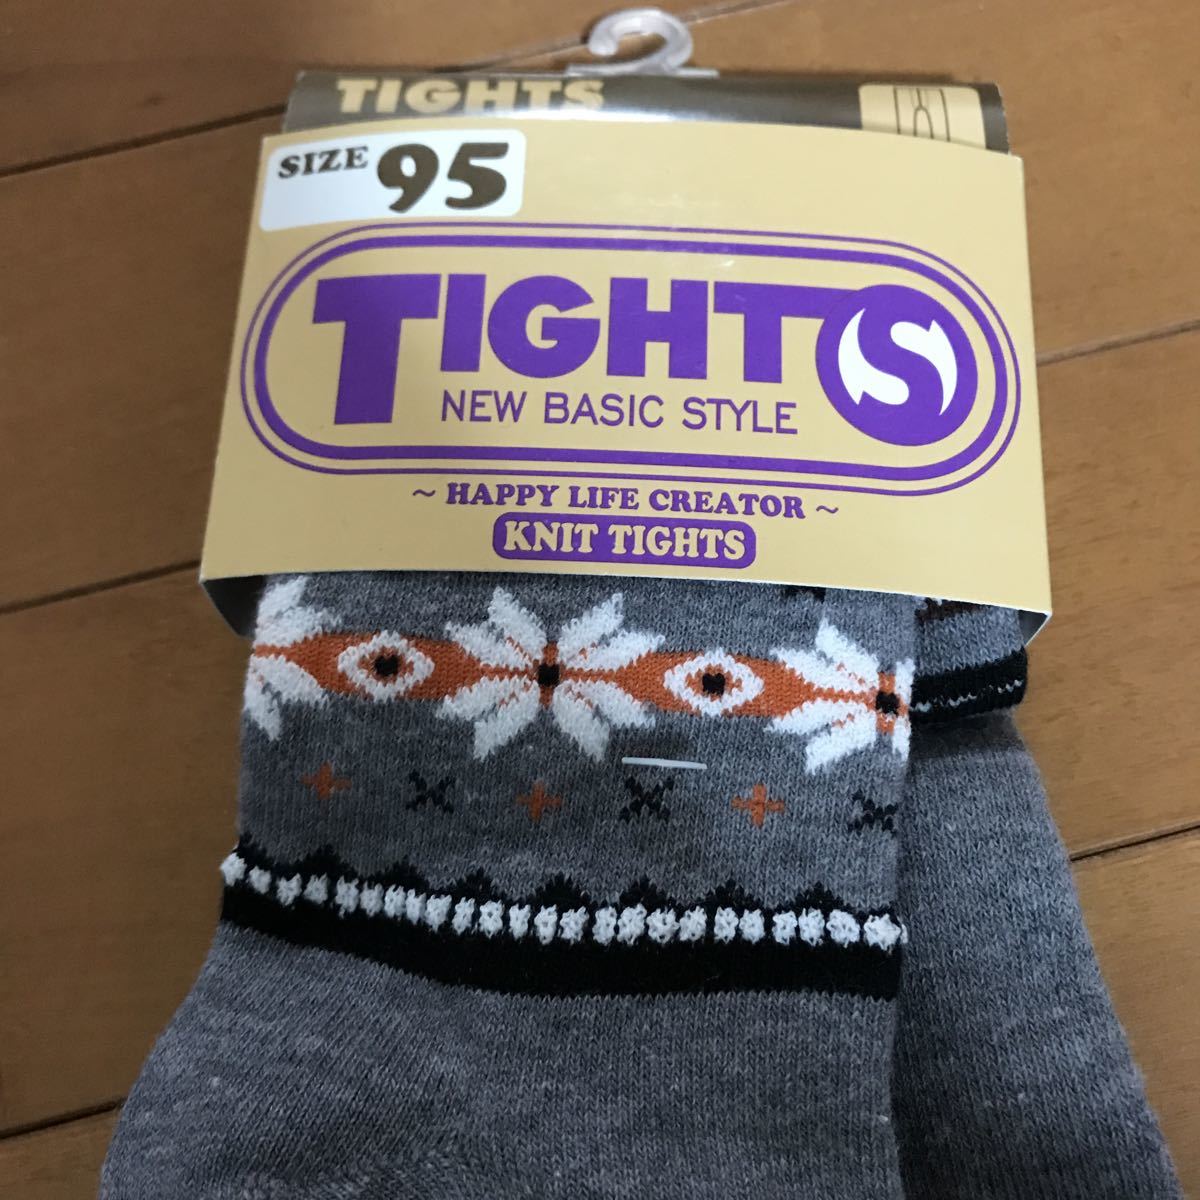 TIGHTS
SIZE 95
TIGHTS
NEW BASIC STYLE
~ HAPPY LIFE CREATOR ~
KNIT TIGHTS